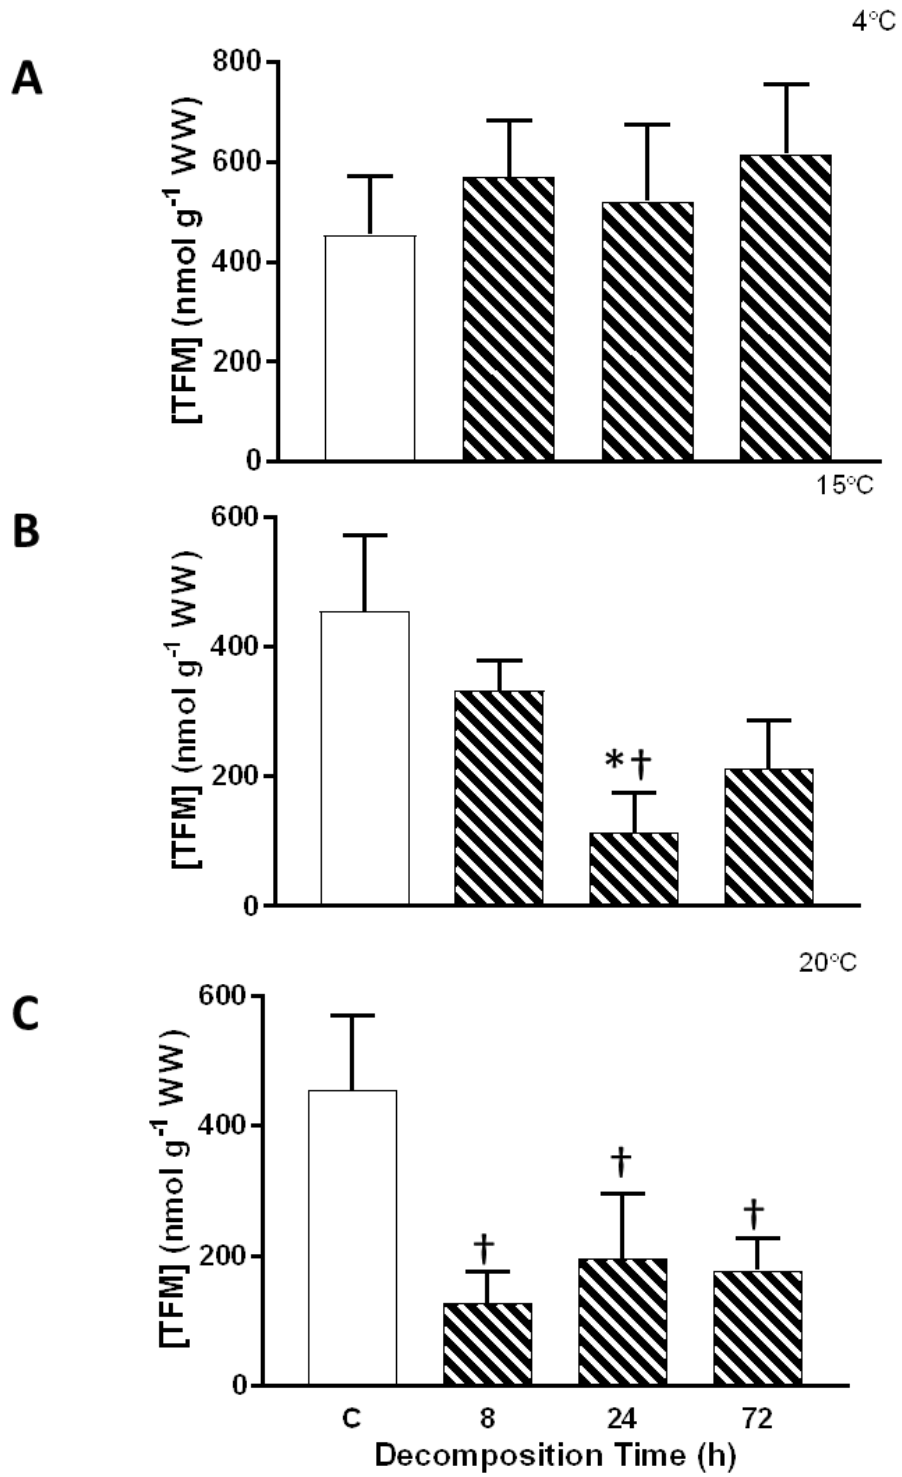 4°C
A
800
600
400
200
0
[TFM] (nmol g⁻¹ WW)
15°C
B
600
400
200
0
[TFM] (nmol g⁻¹ WW)
*†
20°C
C
600
400
200
0
[TFM] (nmol g⁻¹ WW)
† † †
C 8 24 72
Decomposition Time (h)